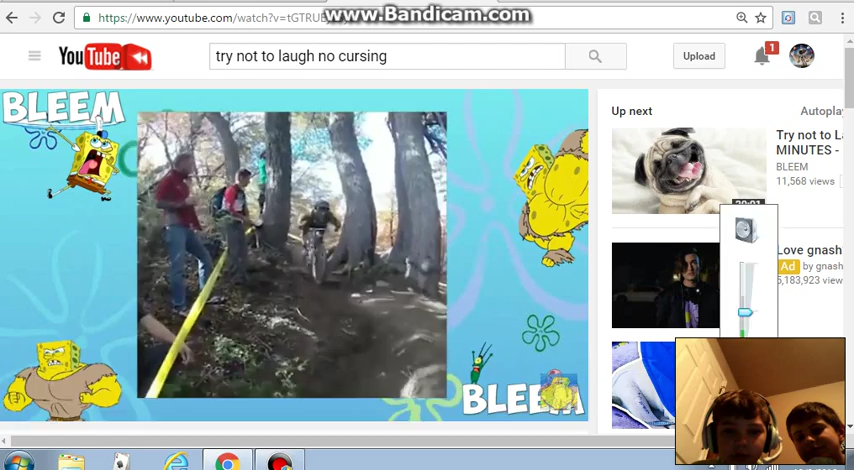 www.Bandicam.com
https://www.youtube.com/watch?v=tGTRUE
YouTube
try not to laugh no cursing
Upload
1
BLEEM
BLEEM
Up next
Autoplay
Try not to La
MINUTES -
BLEEM
11,568 views
Love gnash
Ad by gnash
5,183,923 view